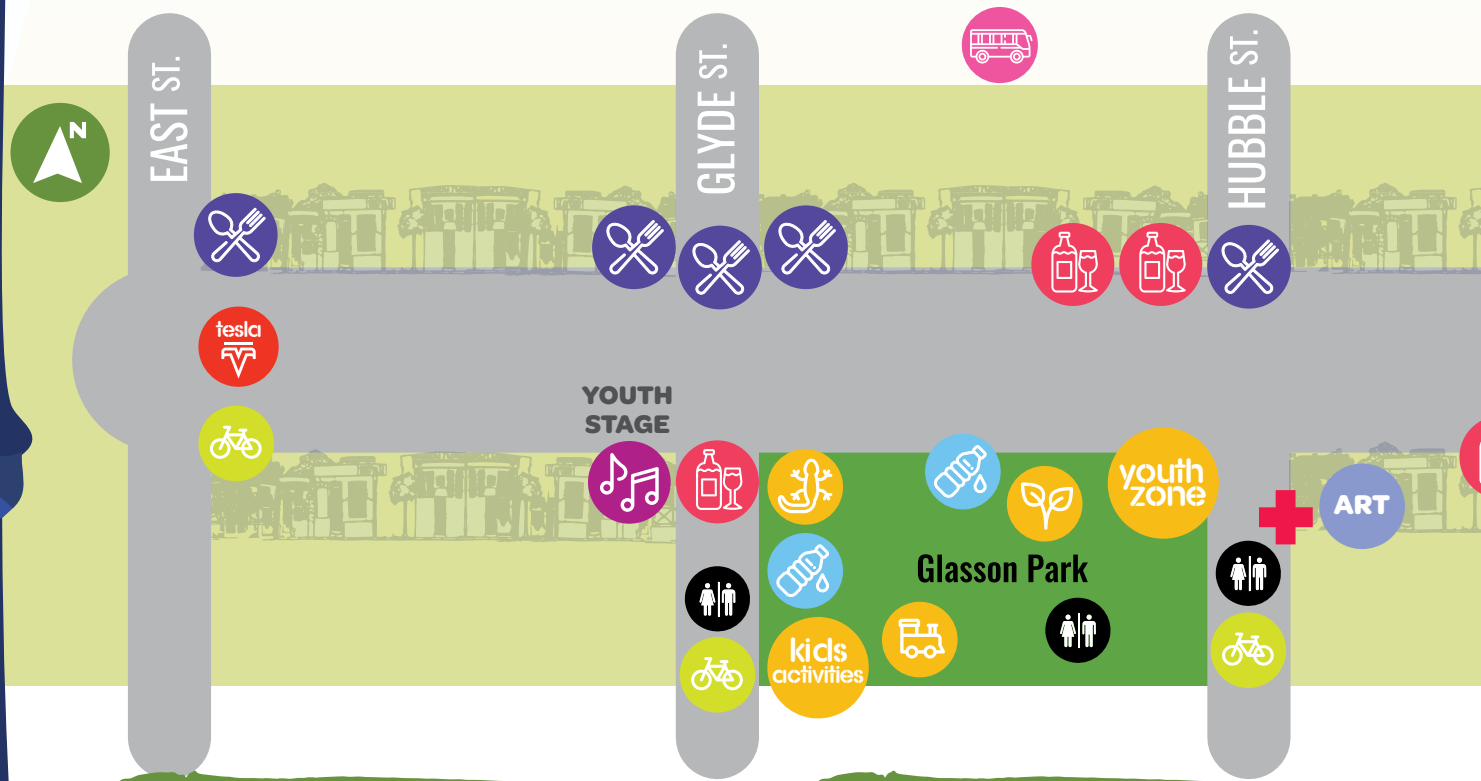 N
EAST ST.
GLYDE ST.
HUBBLE ST.
tesla
YOUTH
STAGE
youth
zone
ART
Glasson Park
kids
activities